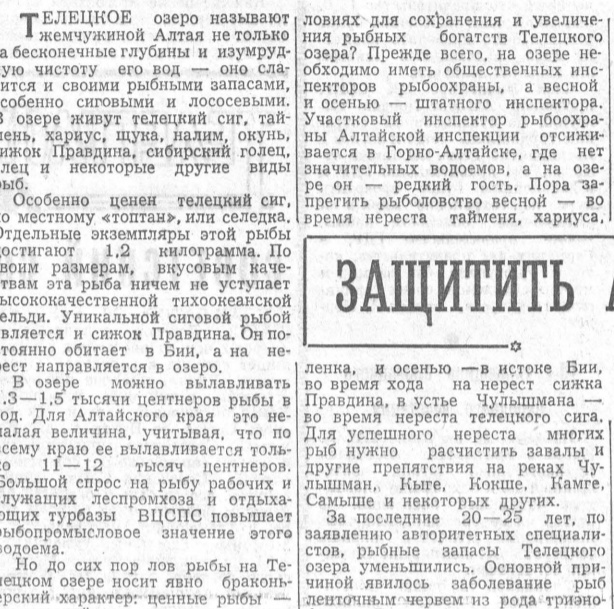 ТЕЛЕЦКОЕ озеро называют
жемчужиной Алтая не только
а бесконечные глубины и изумруд-
ную чистоту его вод — оно сла-
вится и своими рыбными запасами,
особенно сиговыми и лососевыми.
В озере живут телецкий сиг, тай-
мень, хариус, щука, налим, окунь,
сижок Правдина, сибирский голец,
елец и некоторые другие виды
рыб.
Особенно ценен телецкий сиг,
по местному «топтан», или селедка.
Отдельные экземпляры этой рыбы
достигают 1,2 килограмма. По
своим размерам, вкусовым каче-
ствам эта рыба ничем не уступает
высококачественной тихоокеанской
сельди. Уникальной сиговой рыбой
является и сижок Правдина. Он по-
стоянно обитает в Бии, а на не-
рест направляется в озеро.
В озере можно вылавливать
1,3—1,5 тысячи центнеров рыбы в
год. Для Алтайского края это не-
малая величина, учитывая, что по
всему краю ее вылавливается толь-
ко 11—12 тысяч центнеров.
Большой спрос на рыбу рабочих и
служащих леспромхоза и отдыха-
ющих турбазы ВЦСПС повышает
рыбопромысловое значение этого
водоема.
Но до сих пор лов рыбы на Те-
лецком озере носит явно браконь-
ерский характер: ценные рыбы —
ловиях для сохранения и увеличе-
ния рыбных богатств Телецкого
озера? Прежде всего, на озере не-
обходимо иметь общественных инс-
пекторов рыбоохраны, а весной
и осенью — штатного инспектора.
Участковый инспектор рыбоохра-
ны Алтайской инспекции отсижи-
вается в Горно-Алтайске, где нет
значительных водоемов, а на озе-
ре он — редкий гость. Пора за-
претить рыболовство весной — во
время нереста тайменя, хариуса,
ЗАЩИТИТЬ
ленка, и осенью —в истоке Бии,
во время хода на нерест сижка
Правдина, в устье Чулышмана —
во время нереста телецкого сига.
Для успешного нереста многих
рыб нужно расчистить завалы и
другие препятствия на реках Чу-
лышман, Кыге, Кокше, Камге,
Самыше и некоторых других.
За последние 20—25 лет, по
заявлению авторитетных специали-
стов, рыбные запасы Телецкого
озера уменьшились. Основной при-
чиной явилось заболевание рыб
ленточным червем из рода триэно-